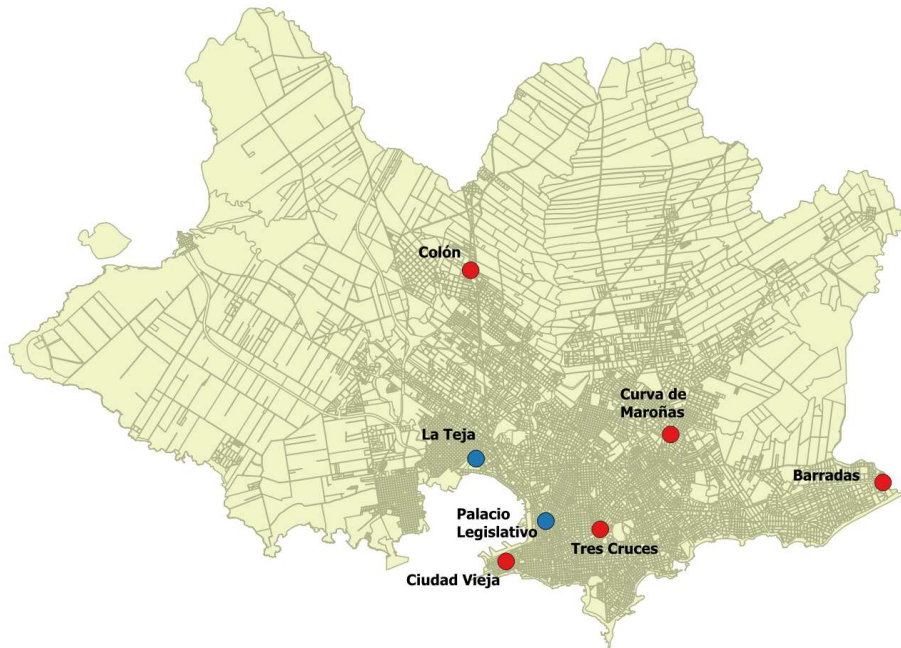 Colón
Curva de
Maroñas
La Teja
Barradas
Palacio
Legislativo
Tres Cruces
Ciudad Vieja